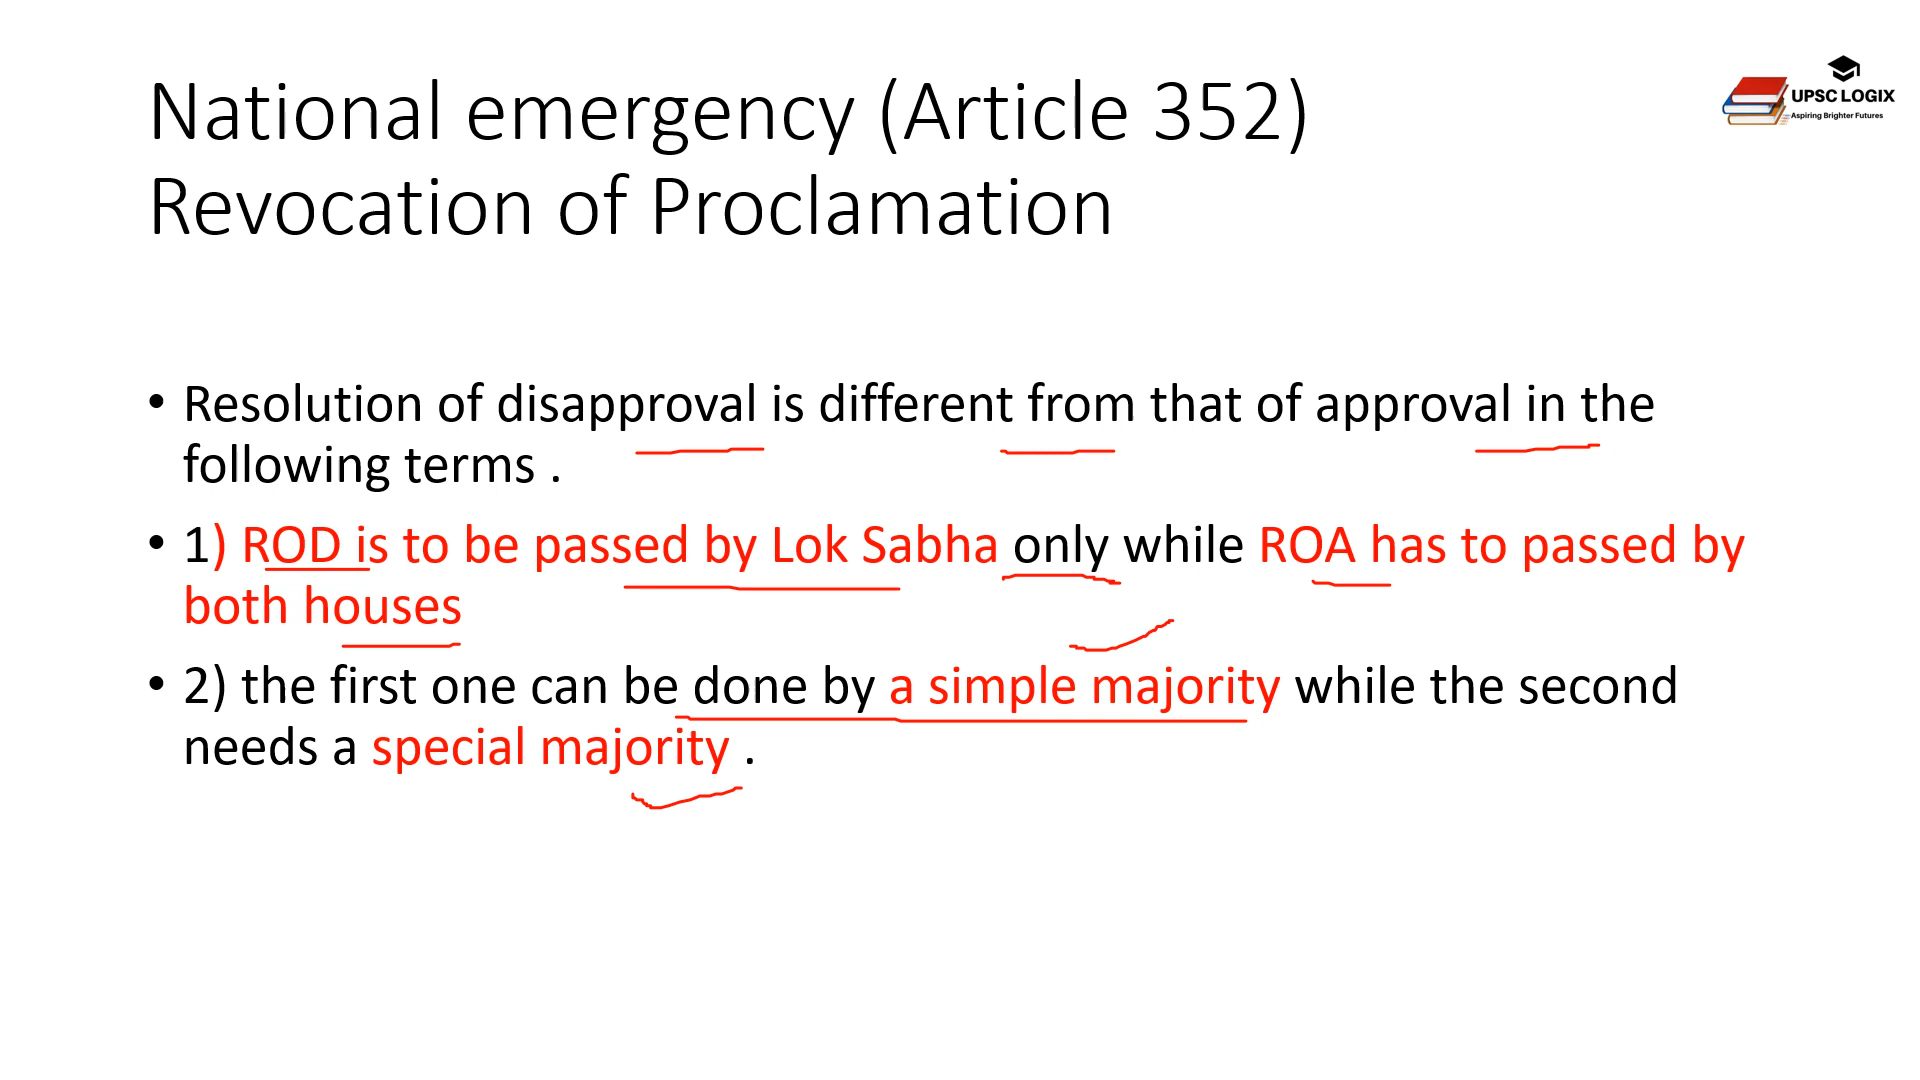 National emergency (Article 352)
Revocation of Proclamation
UPSC LOGIX
Aspiring Brighter Futures
• Resolution of disapproval is different from that of approval in the
following terms .
• 1) ROD is to be passed by Lok Sabha only while ROA has to passed by
both houses
• 2) the first one can be done by a simple majority while the second
needs a special majority .